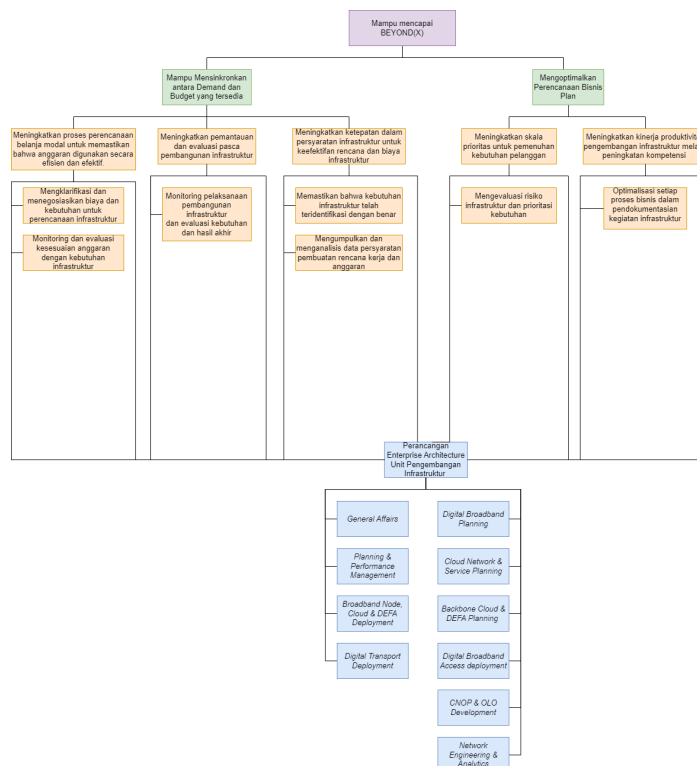 Mampu mencapai
BEYOND(X)
Mampu Mensinkronkan
antara Demand dan
Budget yang tersedia
Mengoptimalkan
Perencanaan Bisnis
Plan
Meningkatkan proses perencanaan
belanja modal untuk memastikan
bahwa anggaran digunakan secara
efisien dan efektif.
Meningkatkan pemantauan
dan evaluasi pasca
pembangunan infrastruktur
Meningkatkan ketepatan dalam
persyaratan infrastruktur untuk
keefektifan rencana dan biaya
infrastruktur
Meningkatkan skala
prioritas untuk pemenuhan
kebutuhan pelanggan
Meningkatkan kinerja produktivita
pengembangan infrastruktur mela
peningkatan kompetensi
Mengklarifikasi dan
menegosiasikan biaya dan
kebutuhan untuk
perencanaan infrastruktur
Monitoring dan evaluasi
kesesuaian anggaran
dengan kebutuhan
infrastruktur
Monitoring pelaksanaan
pembangunan
infrastruktur
dan evaluasi kebutuhan
dan hasil akhir
Memastikan bahwa kebutuhan
infrastruktur telah
teridentifikasi dengan benar
Mengumpulkan dan
menganalisis data persyaratan
pembuatan rencana kerja dan
anggaran
Mengevaluasi risiko
infrastruktur dan prioritasi
kebutuhan
Optimalisasi setiap
proses bisnis dalam
pendokumentasian
kegiatan infrastruktur
Perancangan
Enterprise Architecture
Unit Pengembangan
Infrastruktur
General Affairs
Planning &
Performance
Management
Broadband Node,
Cloud & DEFA
Deployment
Digital Transport
Deployment
Digital Broadband
Planning
Cloud Network &
Service Planning
Backbone Cloud &
DEFA Planning
Digital Broadband
Access deployment
CNOP & OLO
Development
Network
Engineering &
Analytics